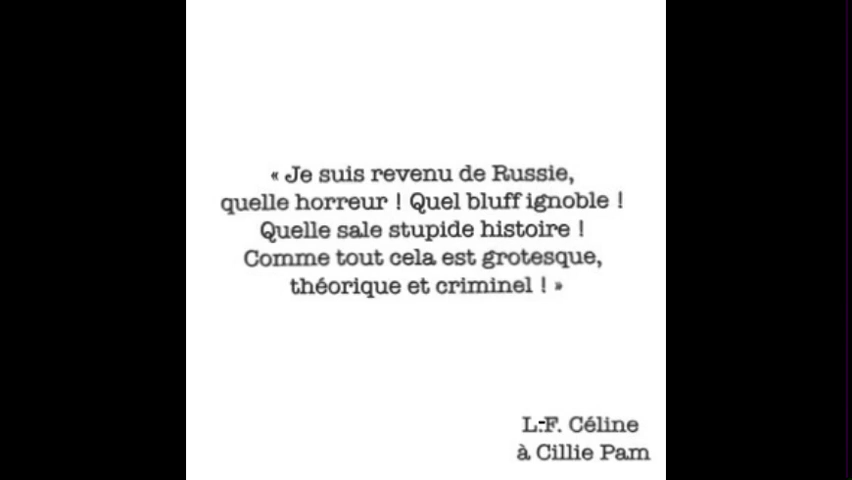 « Je suis revenu de Russie,
quelle horreur ! Quel bluff ignoble !
Quelle sale stupide histoire !
Comme tout cela est grotesque,
théorique et criminel ! »
L.-F. Céline
à Cillie Pam